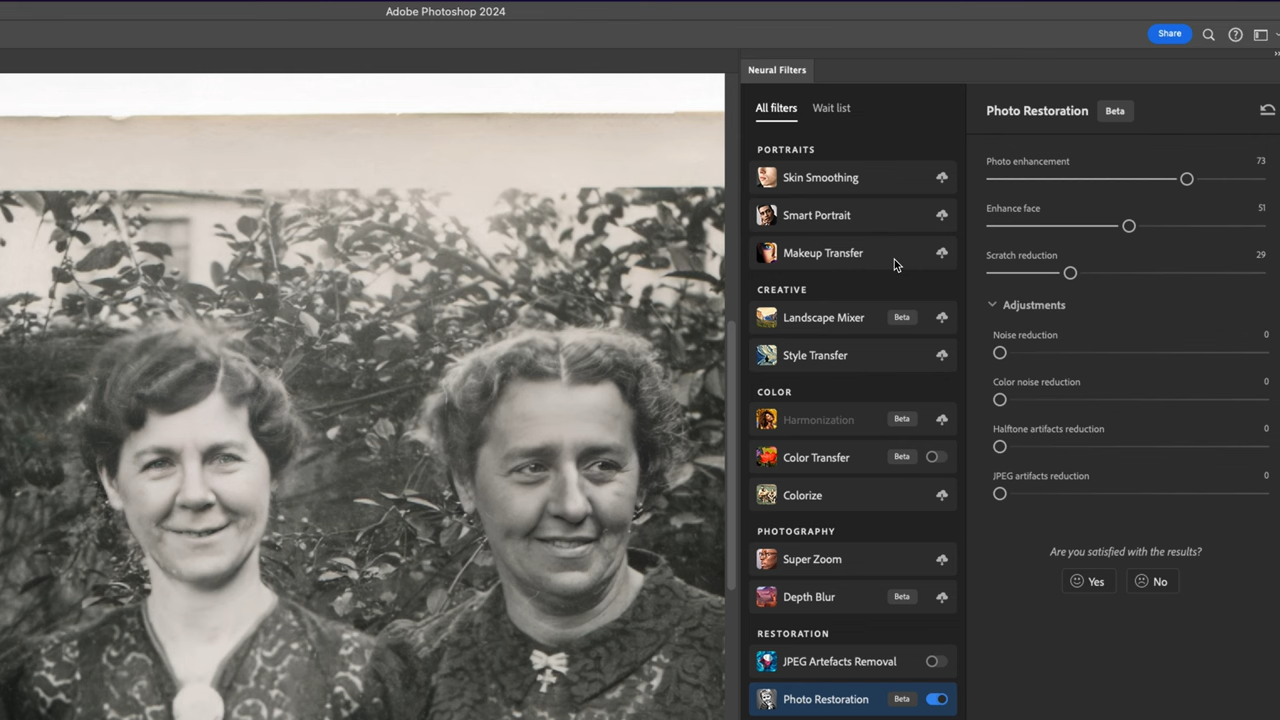 Adobe Photoshop 2024
Share
Neural Filters
All filters Wait list
PORTRAITS
Skin Smoothing
Smart Portrait
Makeup Transfer
CREATIVE
Landscape Mixer Beta
Style Transfer
COLOR
Harmonization Beta
Color Transfer Beta
Colorize
PHOTOGRAPHY
Super Zoom
Depth Blur Beta
RESTORATION
JPEG Artefacts Removal
Photo Restoration Beta
Photo Restoration Beta
Photo enhancement 73
Enhance face 51
Scratch reduction 29
Adjustments
Noise reduction 0
Color noise reduction 0
Halftone artifacts reduction 0
JPEG artifacts reduction 0
Are you satisfied with the results?
Yes No